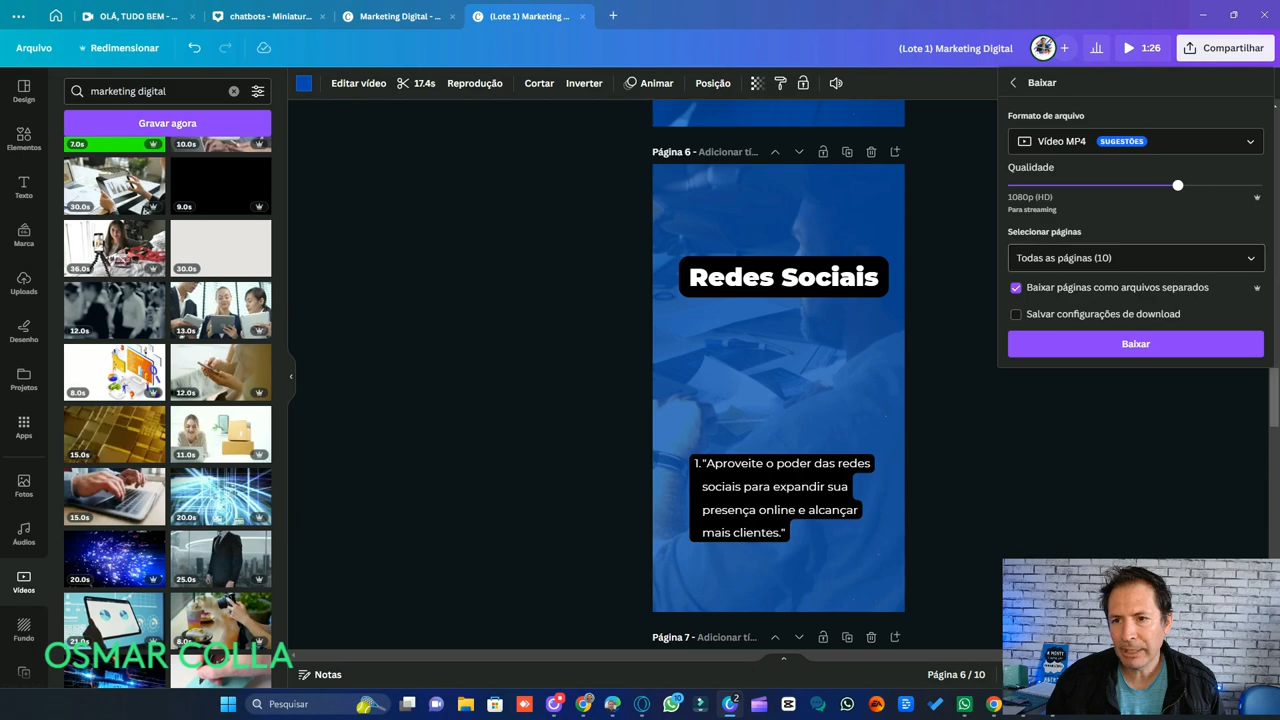 OLÁ, TUDO BEM - ...
chatbots - Miniatur...
Marketing Digital - ...
(Lote 1) Marketing ...
Arquivo
Redimensionar
(Lote 1) Marketing Digital
1:26
Compartilhar
Design
Elementos
Texto
Marca
Uploads
Desenho
Projetos
Apps
Fotos
Áudios
Vídeos
Fundo
marketing digital
Gravar agora
7.0s
10.0s
30.0s
9.0s
36.0s
30.0s
12.0s
13.0s
8.0s
12.0s
15.0s
11.0s
15.0s
20.0s
20.0s
25.0s
21.0s
8.0s
OSMAR COLLA
Editar vídeo
17.4s
Reprodução
Cortar
Inverter
Animar
Posição
Página 6 - Adicionar tí...
Redes Sociais
1."Aproveite o poder das redes
sociais para expandir sua
presença online e alcançar
mais clientes."
Página 7 - Adicionar tí...
Notas
Página 6 / 10
Baixar
Formato de arquivo
Vídeo MP4
SUGESTÕES
Qualidade
1080p (HD)
Para streaming
Selecionar páginas
Todas as páginas (10)
Baixar páginas como arquivos separados
Salvar configurações de download
Baixar
Pesquisar
10
2